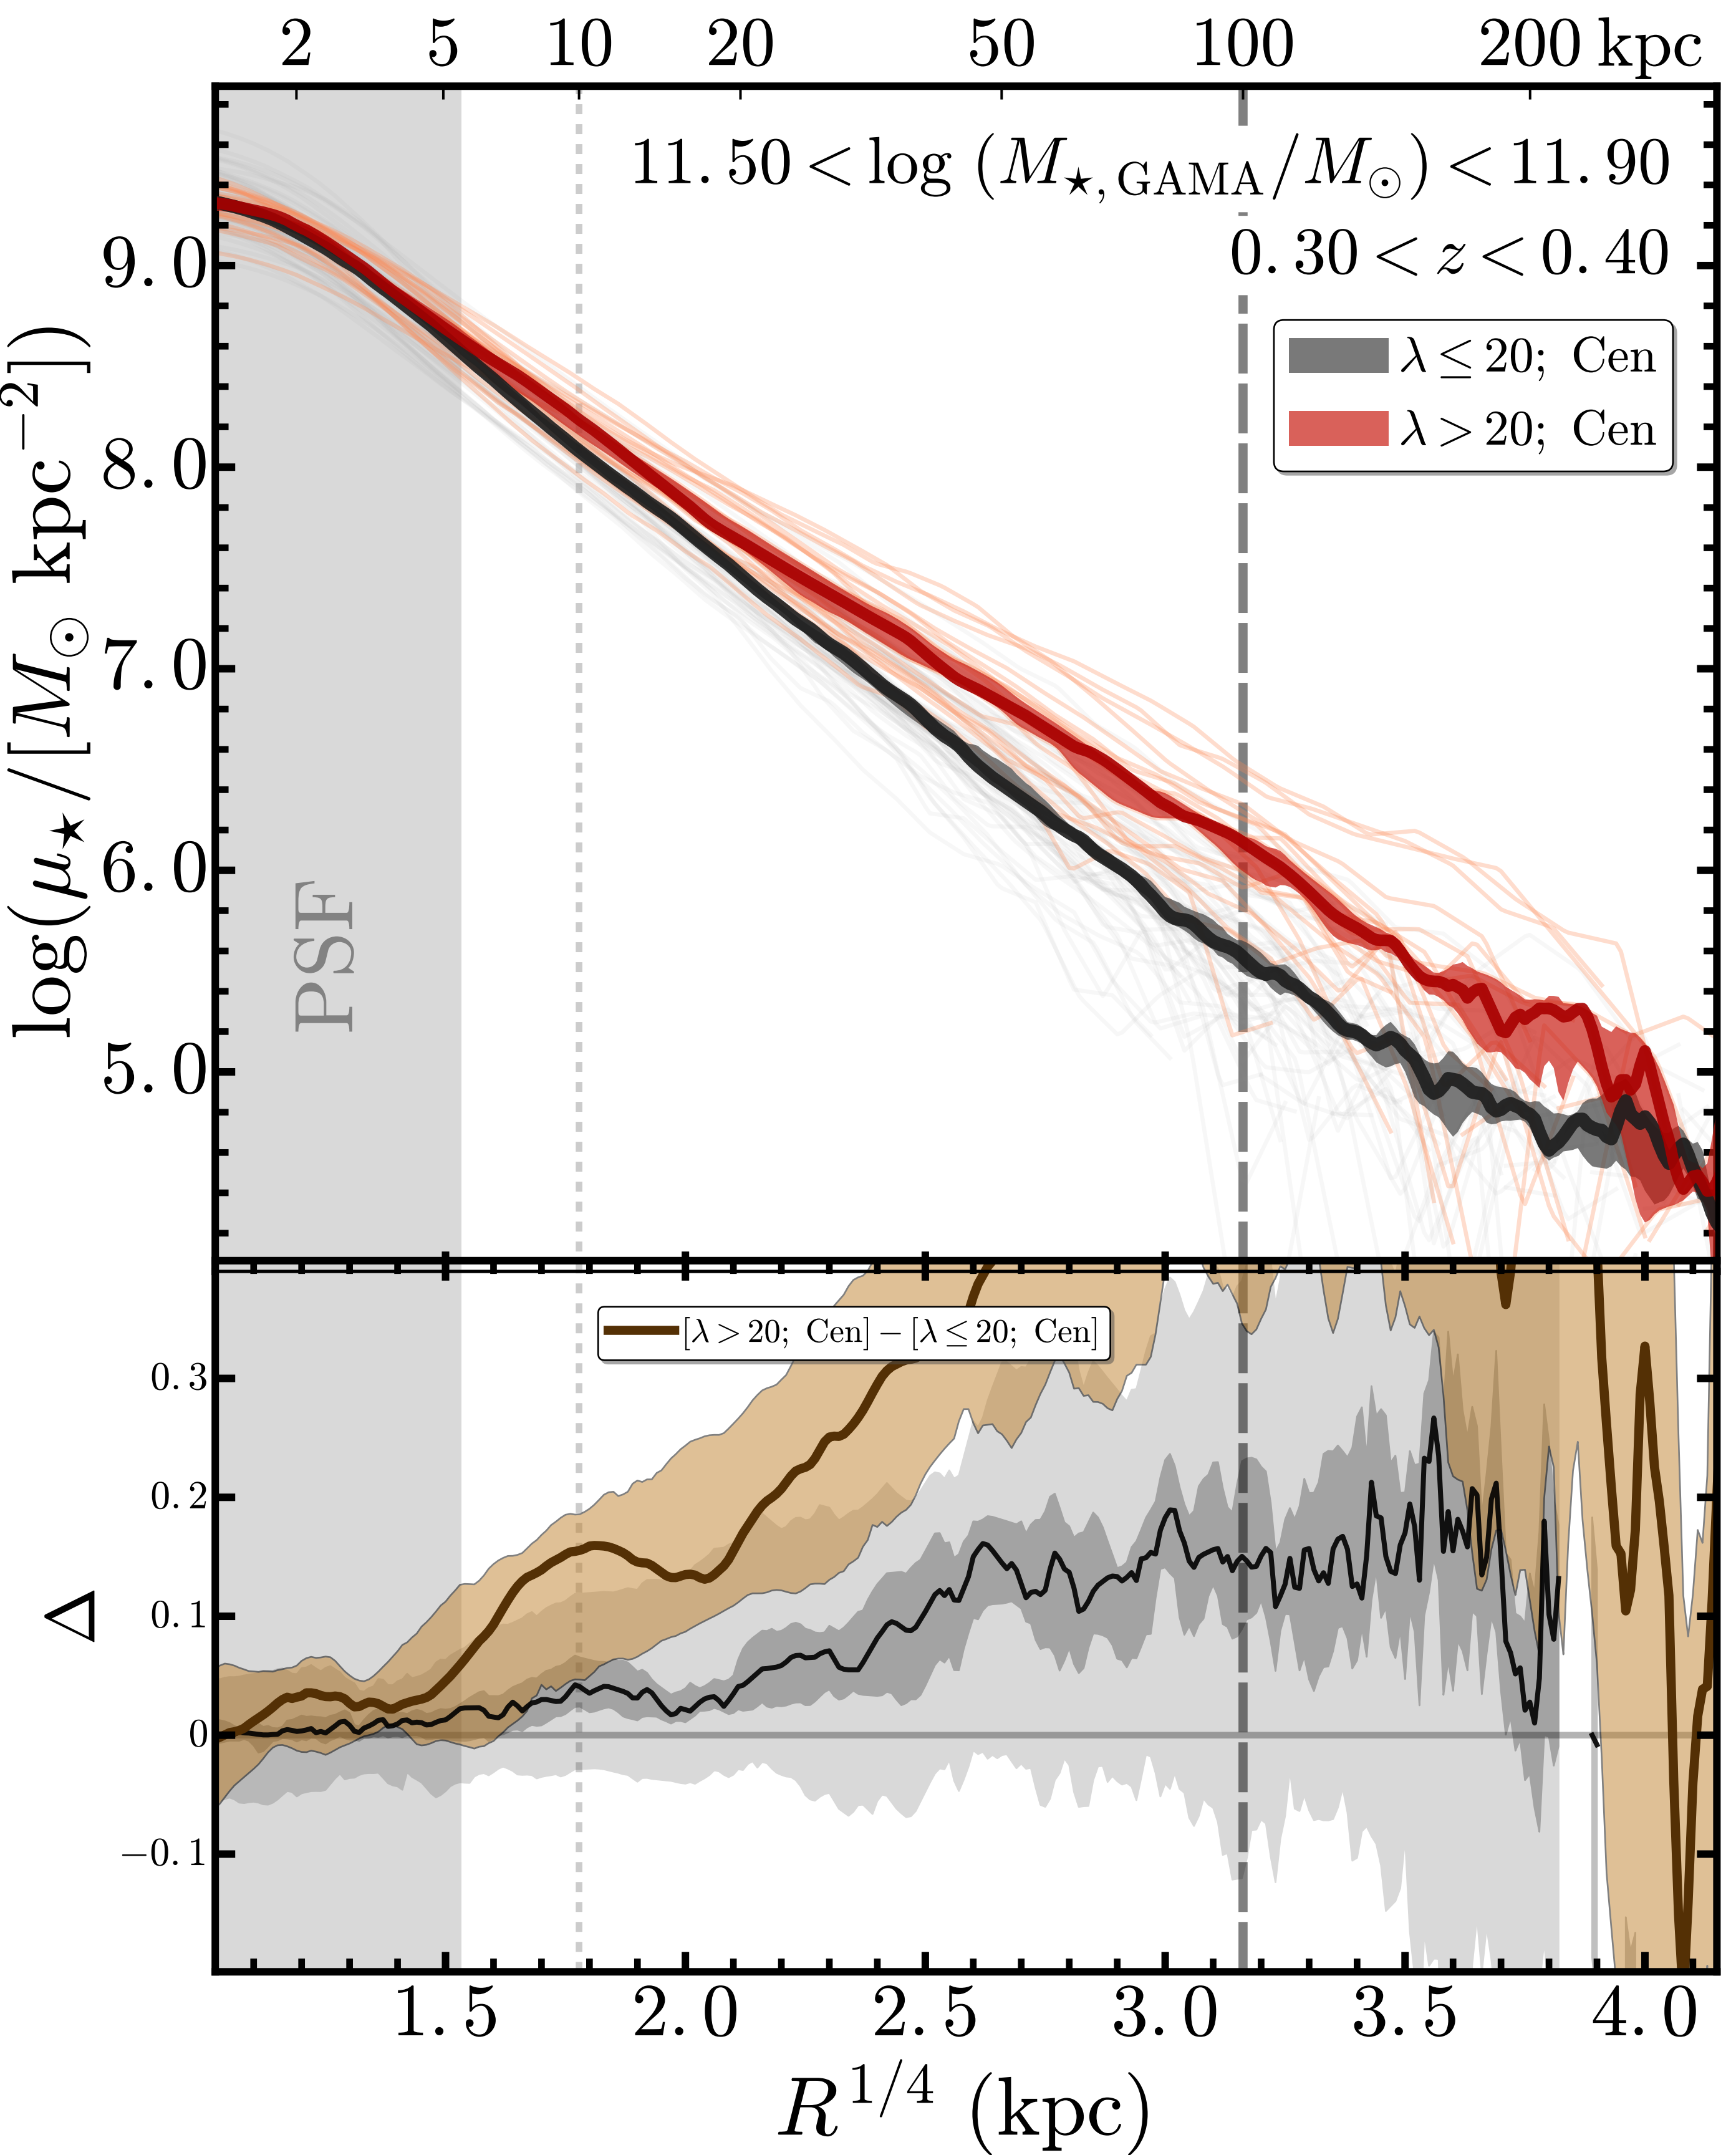 2 5 10 20 50 100 200 kpc
11.50 < log (M⋆,GAMA/M⊙) < 11.90
0.30 < z < 0.40
λ ≤ 20; Cen
λ > 20; Cen
log(μ⋆/[M⊙ kpc⁻²])
9.0
8.0
7.0
6.0
5.0
PSF
[λ > 20; Cen] − [λ ≤ 20; Cen]
Δ
0.3
0.2
0.1
0
−0.1
1.5 2.0 2.5 3.0 3.5 4.0
R^{1/4} (kpc)